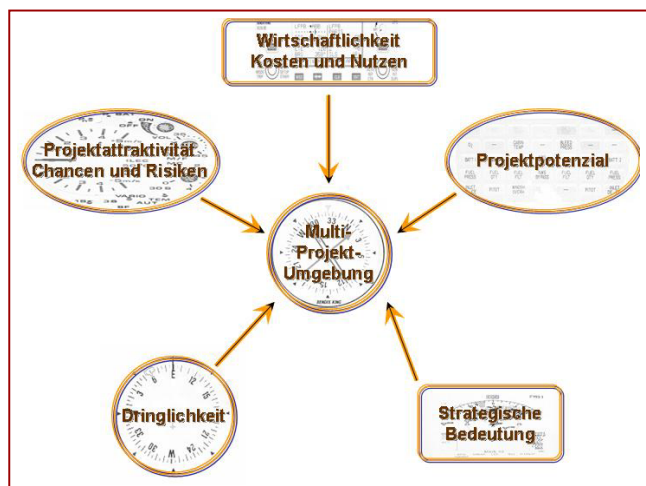 Wirtschaftlichkeit
Kosten und Nutzen
Projektattraktivität
Chancen und Risiken
Projektpotenzial
Multi-
Projekt-
Umgebung
Dringlichkeit
Strategische
Bedeutung